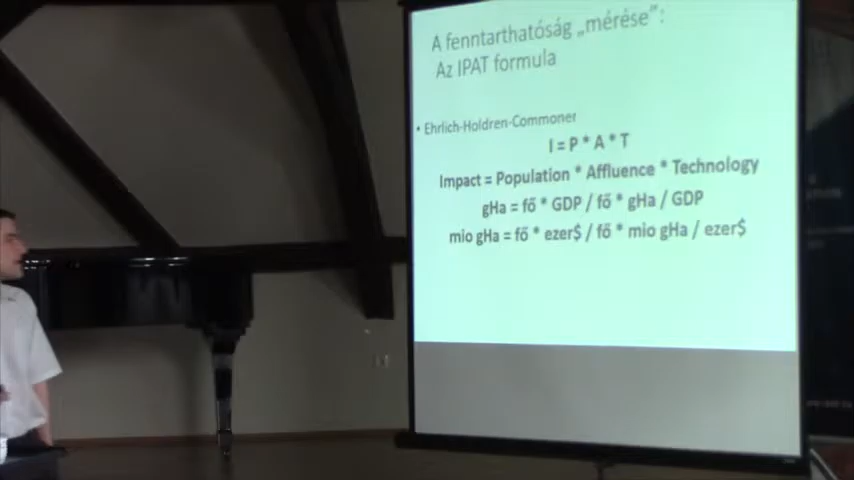 A fenntarthatóság „mérése”:
Az IPAT formula
• Ehrlich-Holdren-Commoner
I = P * A * T
Impact = Population * Affluence * Technology
gHa = fő * GDP / fő * gHa / GDP
mio gHa = fő * ezer$ / fő * mio gHa / ezer$